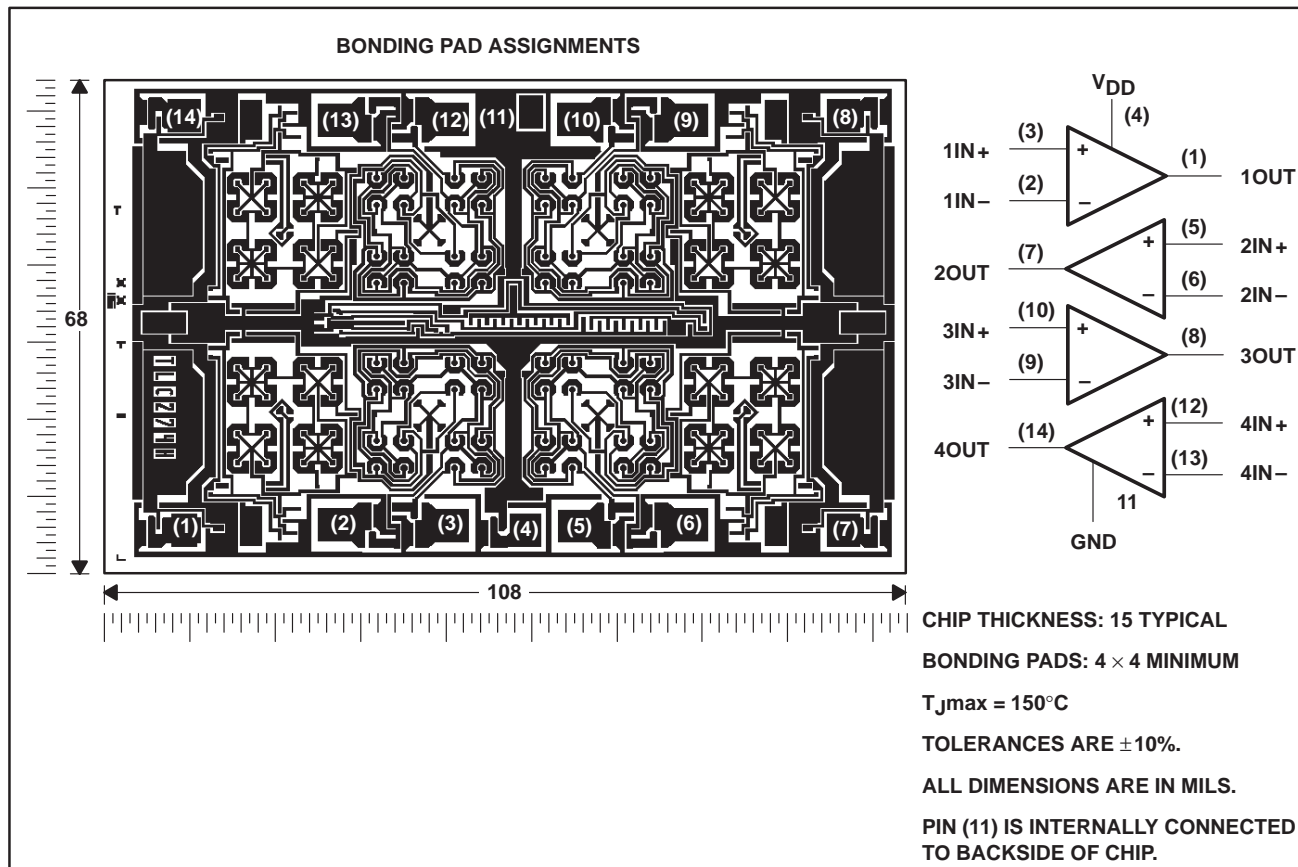 BONDING PAD ASSIGNMENTS
(14) (13) (12) (11) (10) (9) (8)
68
TLC274A
(1) (2) (3) (4) (5) (6) (7)
108
VDD
(4)
1IN+ (3) +
(1) 1OUT
1IN− (2) −
+ (5) 2IN+
2OUT (7)
− (6) 2IN−
3IN+ (10) +
(8) 3OUT
3IN− (9) −
+ (12) 4IN+
4OUT (14)
− (13) 4IN−
11
GND
CHIP THICKNESS: 15 TYPICAL
BONDING PADS: 4 × 4 MINIMUM
TJmax = 150°C
TOLERANCES ARE ±10%.
ALL DIMENSIONS ARE IN MILS.
PIN (11) IS INTERNALLY CONNECTED
TO BACKSIDE OF CHIP.